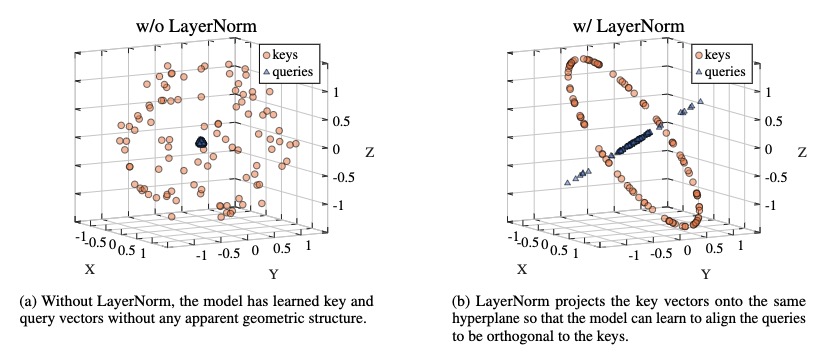 w/o LayerNorm
keys
queries
1
0.5
0
-0.5
-1
Z
-1
-0.5
0
0.5
1
X
-1
-0.5
0
0.5
1
Y
(a) Without LayerNorm, the model has learned key and
query vectors without any apparent geometric structure.
w/ LayerNorm
keys
queries
1
0.5
0
-0.5
-1
Z
-1
-0.5
0
0.5
1
X
-1
-0.5
0
0.5
1
Y
(b) LayerNorm projects the key vectors onto the same
hyperplane so that the model can learn to align the queries
to be orthogonal to the keys.